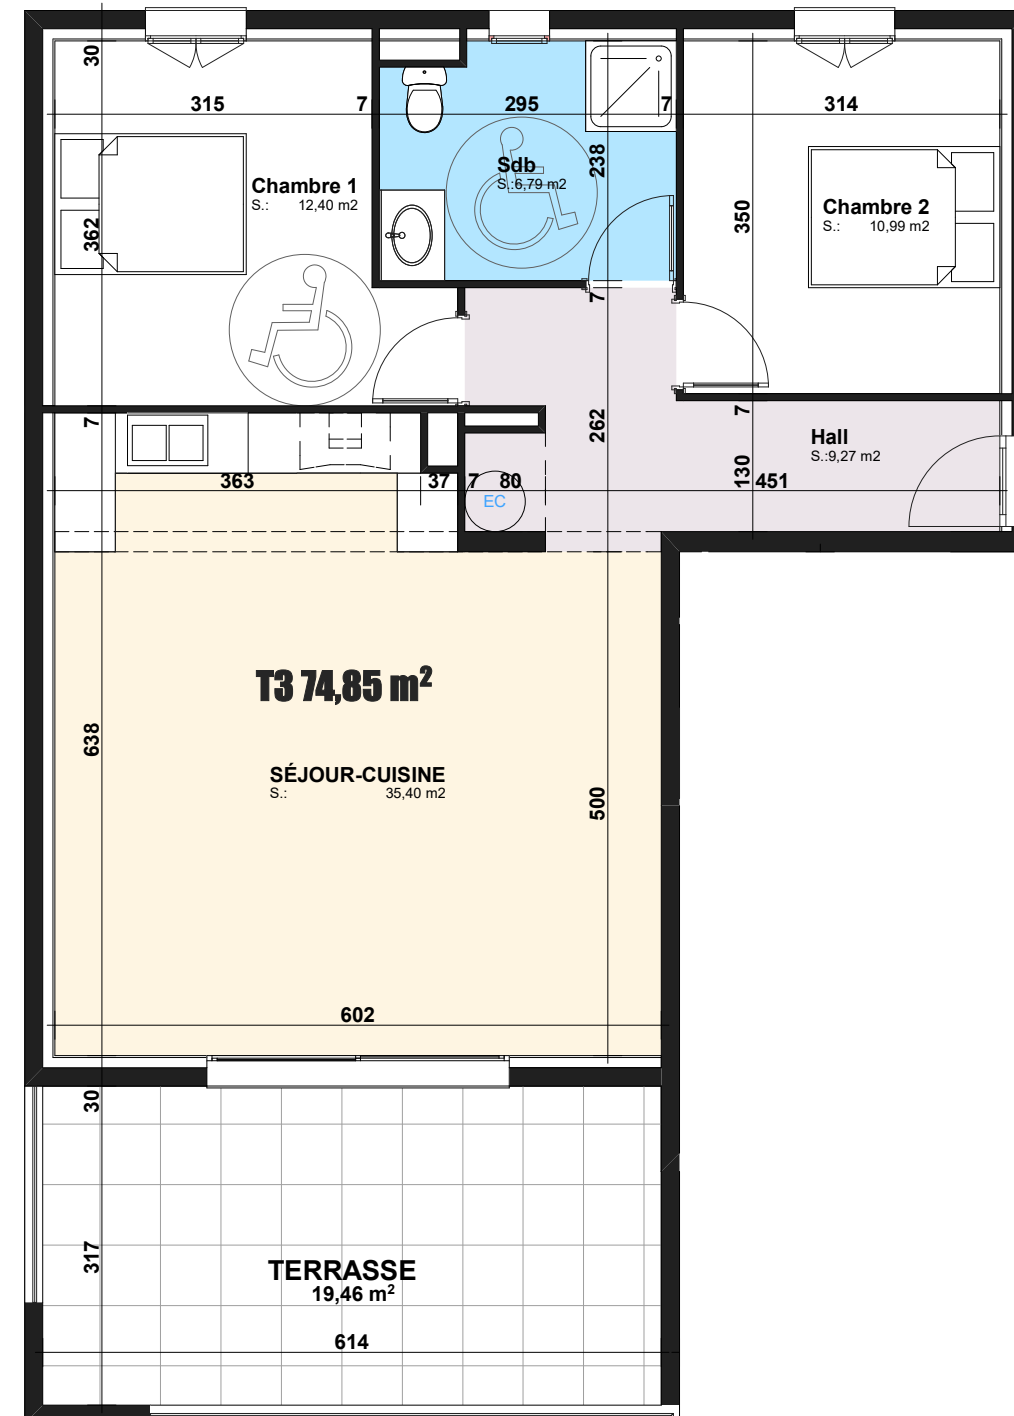 30
315
7
295
7
314
238
Sdb
S.:6,79 m2
Chambre 1
S.: 12,40 m2
362
350
Chambre 2
S.: 10,99 m2
7
7
262
7
Hall
S.:9,27 m2
363
37
7
80
130
451
EC
T3 74,85 m²
638
SÉJOUR-CUISINE
S.: 35,40 m2
500
602
30
317
TERRASSE
19,46 m²
614